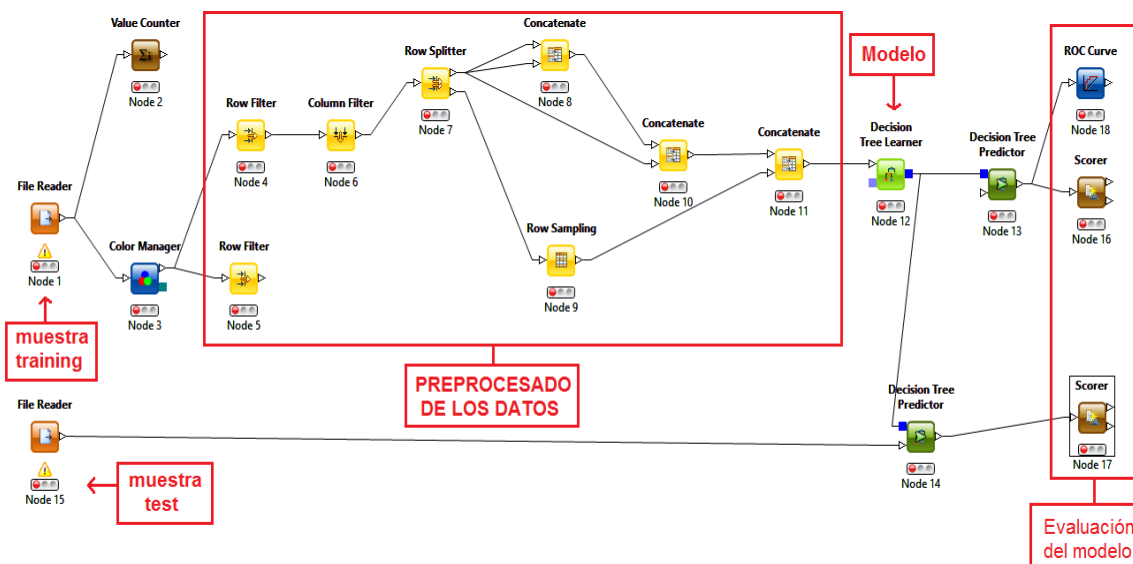 Value Counter
Σi
Node 2
File Reader
Node 1
muestra
training
Color Manager
Node 3
Row Filter
Node 4
Row Filter
Node 5
Column Filter
Node 6
Row Splitter
Node 7
Concatenate
Node 8
Concatenate
Node 10
Row Sampling
Node 9
Concatenate
Node 11
PREPROCESADO
DE LOS DATOS
Modelo
Decision
Tree Learner
Node 12
Decision Tree
Predictor
Node 13
ROC Curve
Node 18
Scorer
Node 16
File Reader
Node 15
muestra
test
Decision Tree
Predictor
Node 14
Scorer
Node 17
Evaluación
del modelo